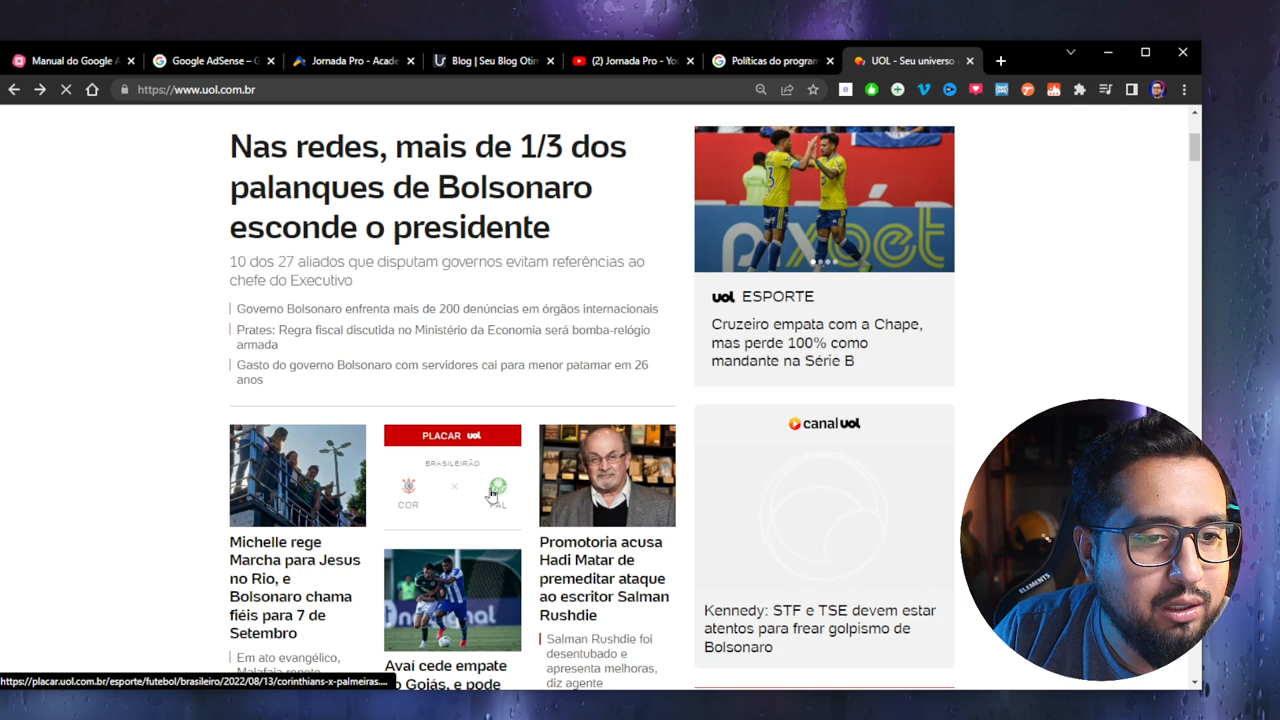 Manual do Google A
Google AdSense – G
Jornada Pro - Acade
Blog | Seu Blog Otim
(2) Jornada Pro - Yo
Políticas do program
UOL - Seu universo
https://www.uol.com.br
Nas redes, mais de 1/3 dos
palanques de Bolsonaro
esconde o presidente
10 dos 27 aliados que disputam governos evitam referências ao
chefe do Executivo
Governo Bolsonaro enfrenta mais de 200 denúncias em órgãos internacionais
Prates: Regra fiscal discutida no Ministério da Economia será bomba-relógio
armada
Gasto do governo Bolsonaro com servidores cai para menor patamar em 26
anos
pixbet
uol ESPORTE
Cruzeiro empata com a Chape,
mas perde 100% como
mandante na Série B
PLACAR uol
BRASILEIRÃO
×
COR
PAL
Michelle rege
Marcha para Jesus
no Rio, e
Bolsonaro chama
fiéis para 7 de
Setembro
Em ato evangélico,
Avaí cede empate
Goiás, e pode
Promotoria acusa
Hadi Matar de
premeditar ataque
ao escritor Salman
Rushdie
Salman Rushdie foi
desentubado e
apresenta melhoras,
diz agente
canal uol
Kennedy: STF e TSE devem estar
atentos para frear golpismo de
Bolsonaro
ELEMENTS
https://placar.uol.com.br/esporte/futebol/brasileiro/2022/08/13/corinthians-x-palmeiras....